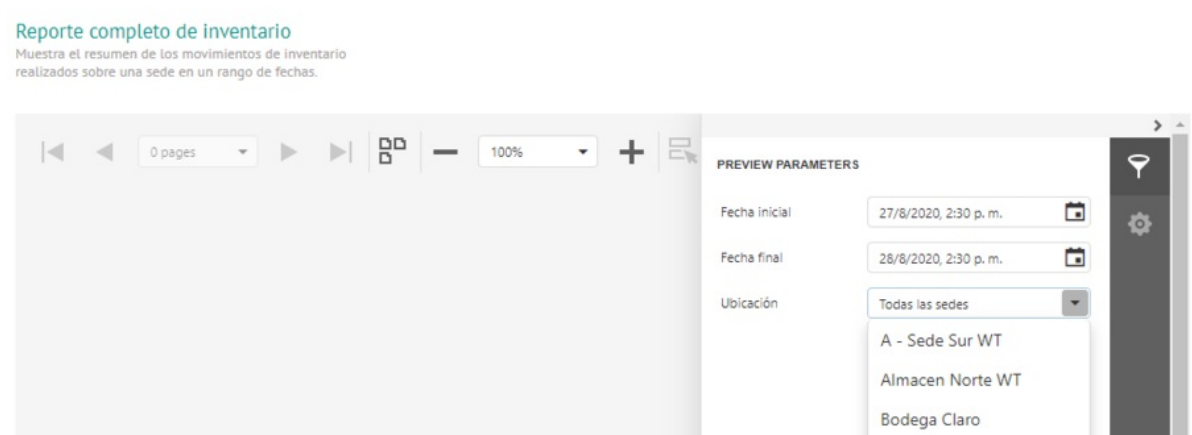 Reporte completo de inventario
Muestra el resumen de los movimientos de inventario
realizados sobre una sede en un rango de fechas.
0 pages
100%
PREVIEW PARAMETERS
Fecha inicial
27/8/2020, 2:30 p. m.
Fecha final
28/8/2020, 2:30 p. m.
Ubicación
Todas las sedes
A - Sede Sur WT
Almacen Norte WT
Bodega Claro